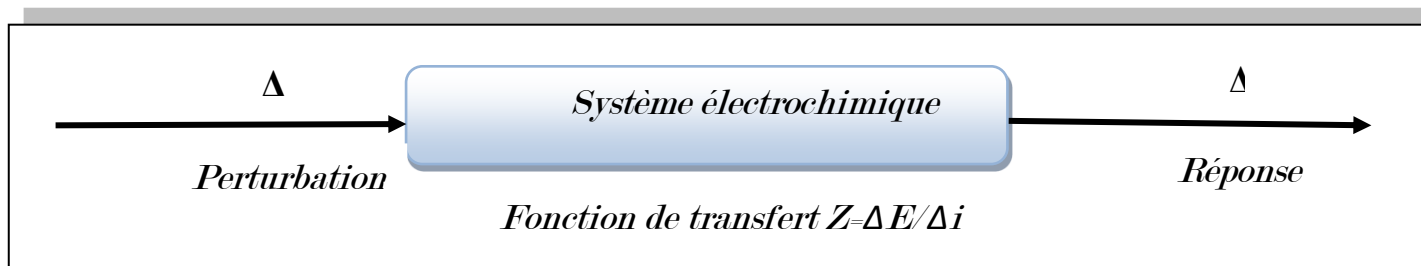 Δ
Système électrochimique
Δ
Perturbation
Réponse
Fonction de transfert Z=ΔE/Δi